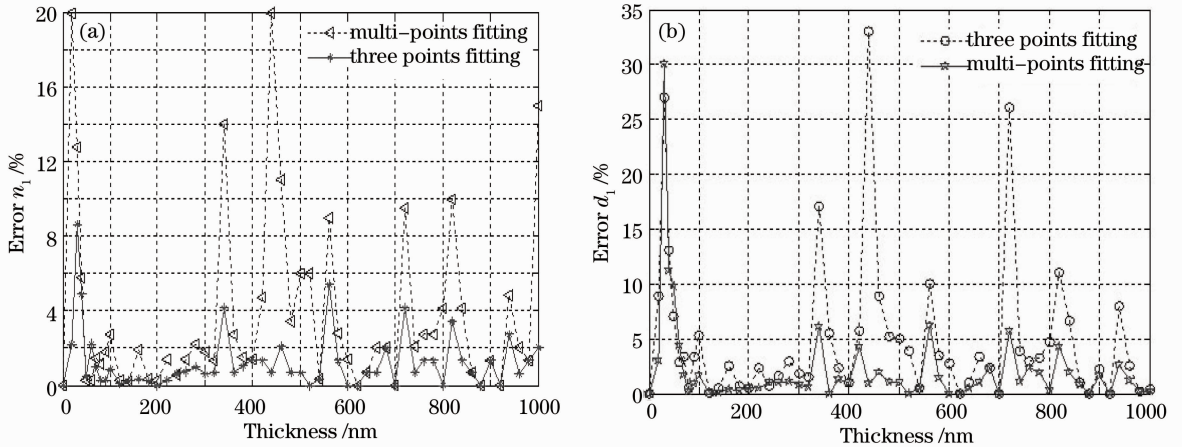 (a)
multi-points fitting
three points fitting
20
16
12
8
4
0
Error n1 /%
0 200 400 600 800 1000
Thickness /nm
(b)
three points fitting
multi-points fitting
35
30
25
20
15
10
5
0
Error d1 /%
0 200 400 600 800 1000
Thickness /nm